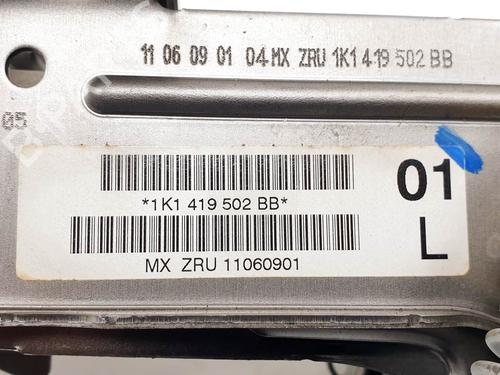 11 06 09 01 04 MX ZRU 1K1 419 502 BB
05
01
*1K1 419 502 BB*
L
MX ZRU 11060901